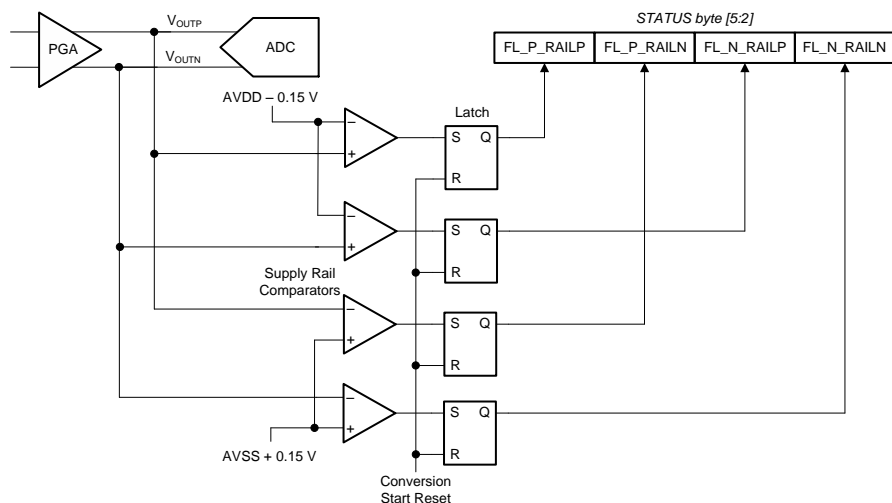 STATUS byte [5:2]
FL_P_RAILP FL_P_RAILN FL_N_RAILP FL_N_RAILN
PGA
VOUTP
VOUTN
ADC
AVDD – 0.15 V
Latch
–
+
S Q
R
–
+
S Q
R
Supply Rail
Comparators
–
+
S Q
R
–
+
S Q
R
AVSS + 0.15 V
Conversion
Start Reset